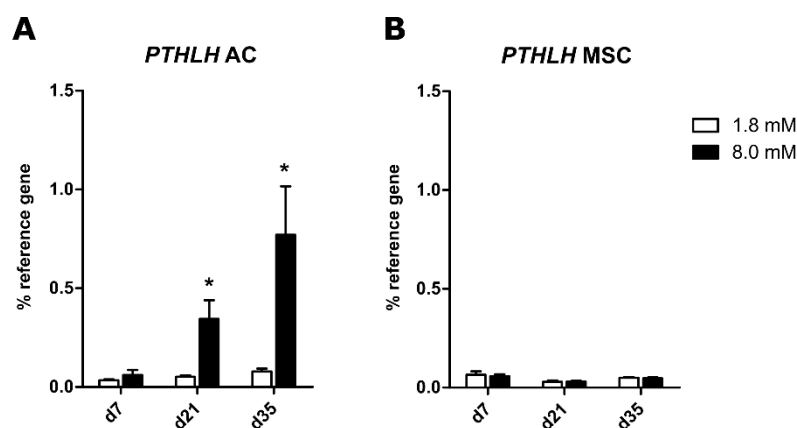 A
PTHLH AC
% reference gene
1.5
1.0
0.5
0.0
*
*
d7
d21
d35
B
PTHLH MSC
% reference gene
1.5
1.0
0.5
0.0
d7
d21
d35
1.8 mM
8.0 mM